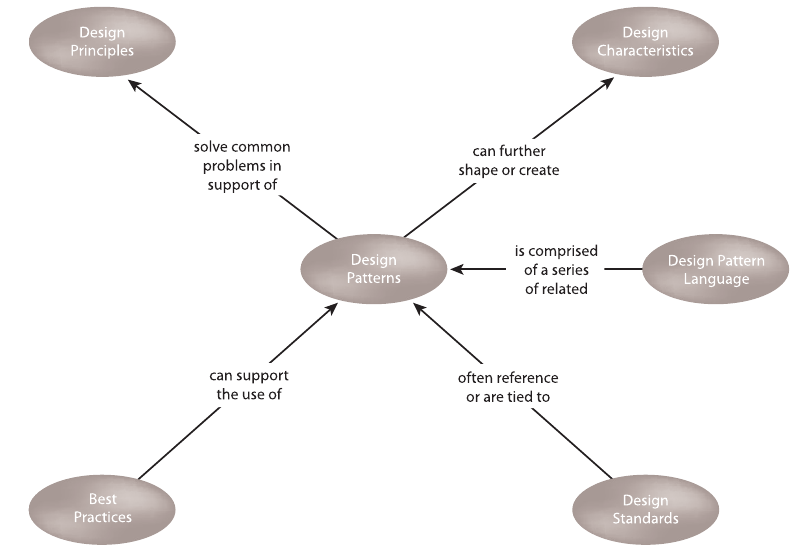 Design
Principles
Design
Characteristics
solve common
problems in
support of
can further
shape or create
Design
Patterns
is comprised
of a series
of related
Design Pattern
Language
can support
the use of
often reference
or are tied to
Best
Practices
Design
Standards